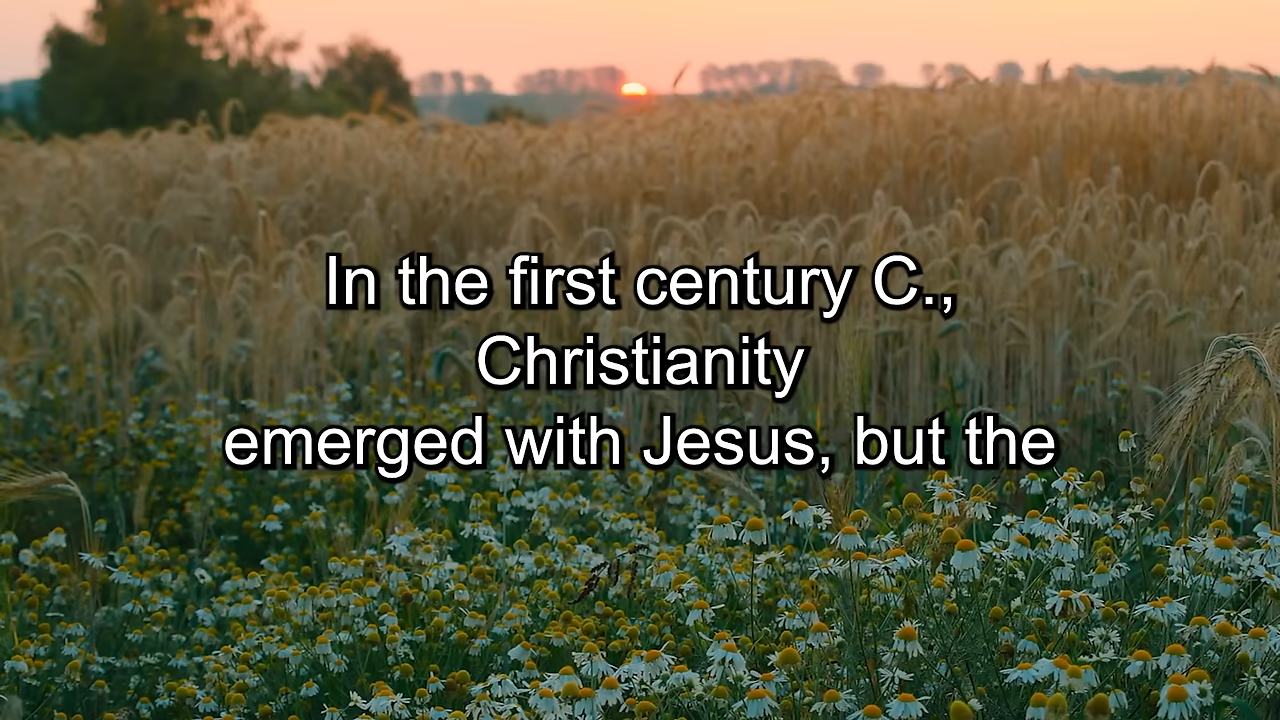 In the first century C.,
Christianity
emerged with Jesus, but the